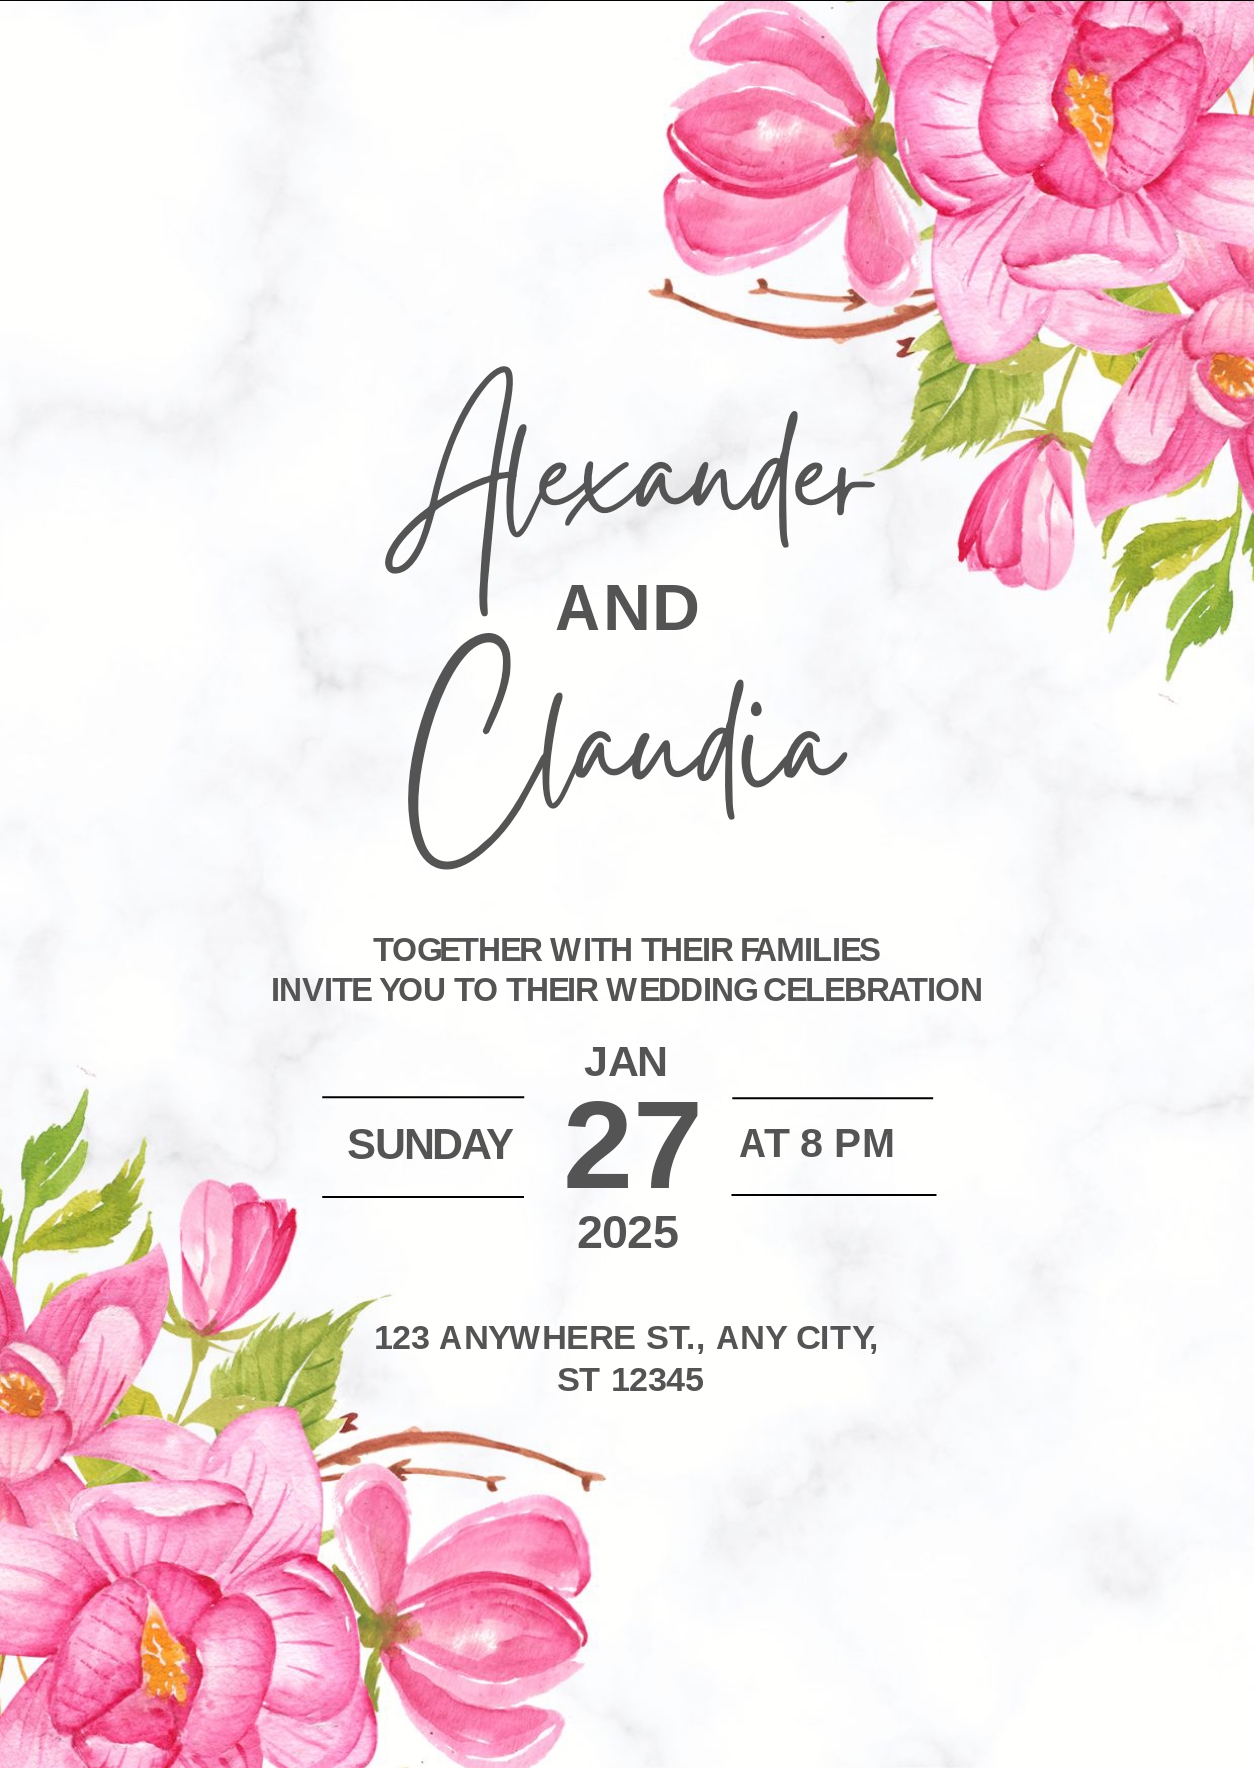 Alexander
AND
Claudia
TOGETHER WITH THEIR FAMILIES
INVITE YOU TO THEIR WEDDING CELEBRATION
JAN
SUNDAY 27 AT 8 PM
2025
123 ANYWHERE ST., ANY CITY,
ST 12345